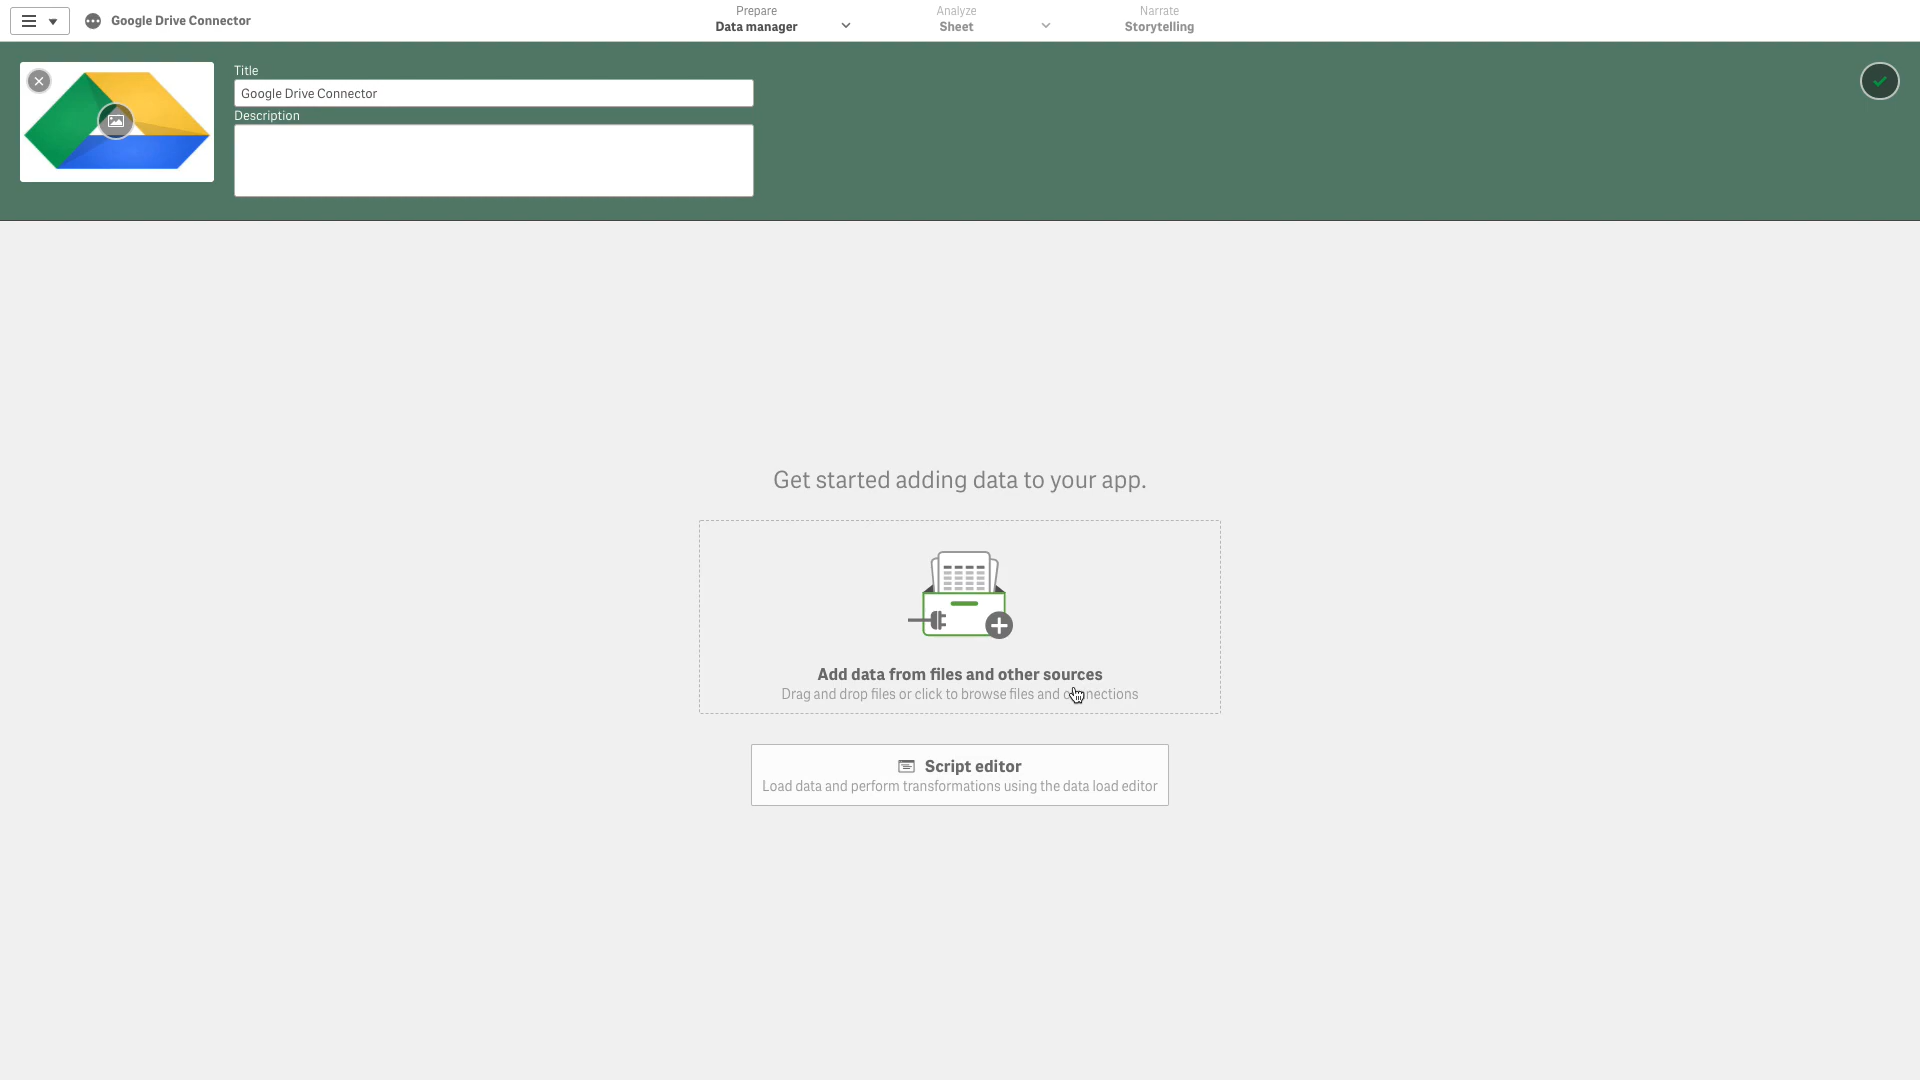 Google Drive Connector
Prepare
Data manager
Analyze
Sheet
Narrate
Storytelling
Title
Google Drive Connector
Description
Get started adding data to your app.
Add data from files and other sources
Drag and drop files or click to browse files and connections
Script editor
Load data and perform transformations using the data load editor